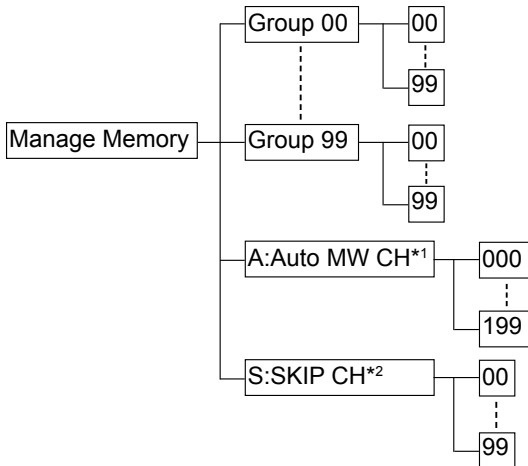 Group 00
00
99
Manage Memory
Group 99
00
99
A:Auto MW CH*1
000
199
S:SKIP CH*2
00
99